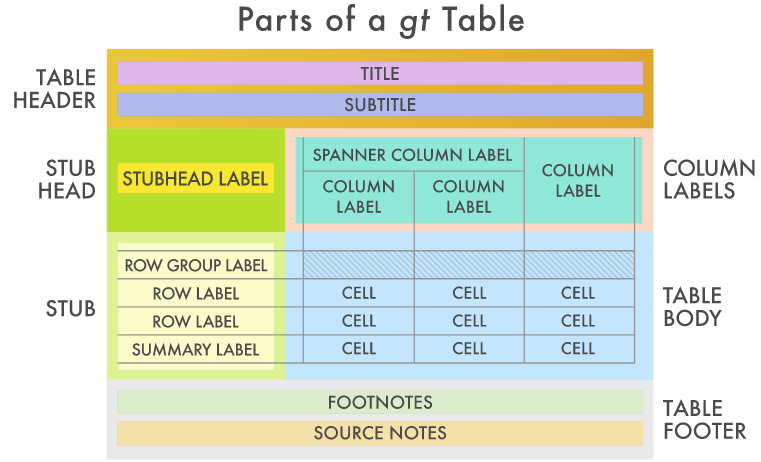 Parts of a gt Table
TABLE
HEADER
TITLE
SUBTITLE
STUB
HEAD
STUBHEAD LABEL
SPANNER COLUMN LABEL
COLUMN
LABEL
COLUMN
LABEL
COLUMN
LABEL
COLUMN
LABELS
STUB
ROW GROUP LABEL
ROW LABEL CELL CELL CELL
ROW LABEL CELL CELL CELL
SUMMARY LABEL CELL CELL CELL
TABLE
BODY
FOOTNOTES
SOURCE NOTES
TABLE
FOOTER